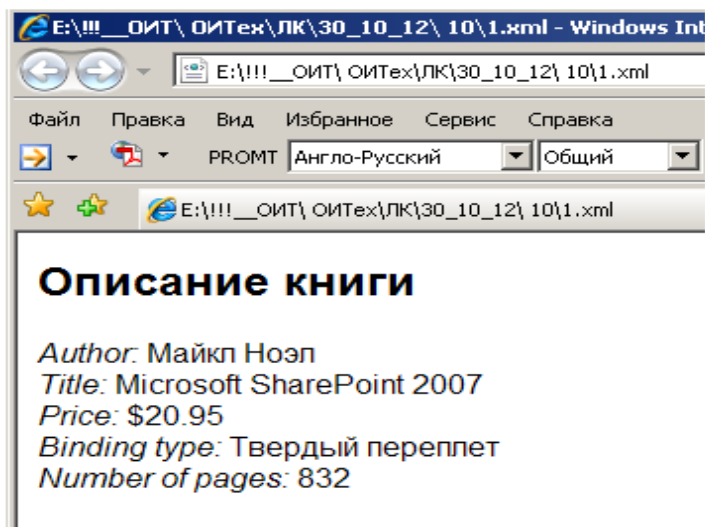 E:\!!!__ОИТ\ ОИТех\ЛК\30_10_12\ 10\1.xml - Windows Int
E:\!!!__ОИТ\ ОИТех\ЛК\30_10_12\ 10\1.xml
Файл Правка Вид Избранное Сервис Справка
PROMT Англо-Русский Общий
E:\!!!__ОИТ\ ОИТех\ЛК\30_10_12\ 10\1.xml
Описание книги
Author: Майкл Ноэл
Title: Microsoft SharePoint 2007
Price: $20.95
Binding type: Твердый переплет
Number of pages: 832